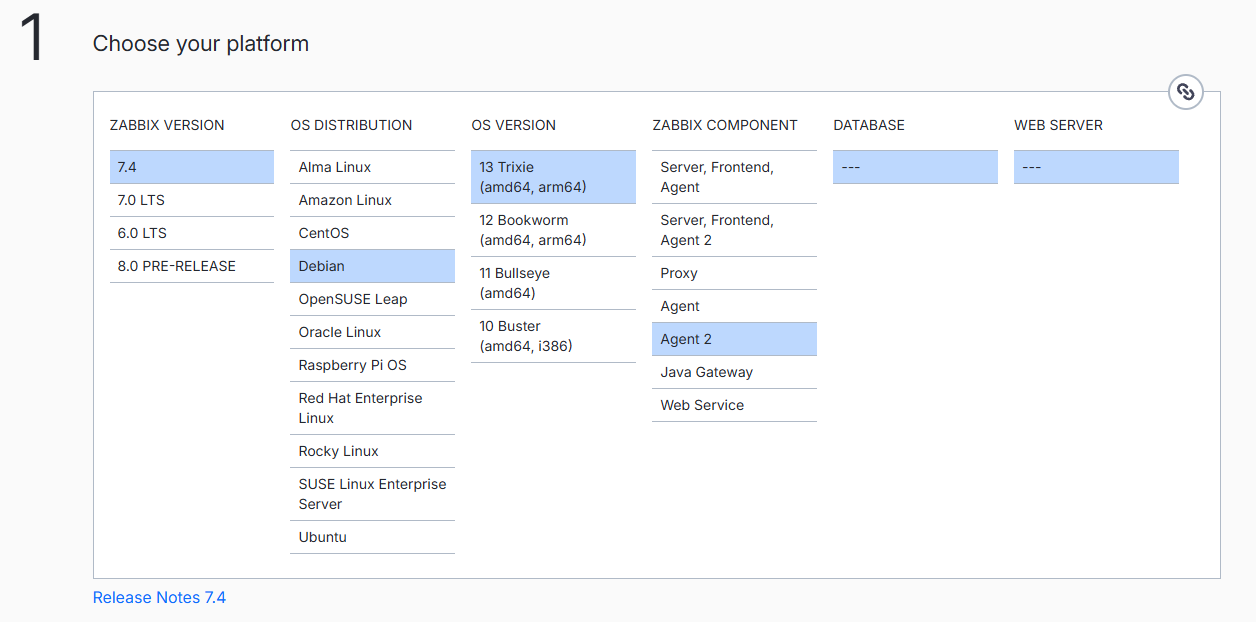 1
Choose your platform
ZABBIX VERSION
7.4
7.0 LTS
6.0 LTS
8.0 PRE-RELEASE
OS DISTRIBUTION
Alma Linux
Amazon Linux
CentOS
Debian
OpenSUSE Leap
Oracle Linux
Raspberry Pi OS
Red Hat Enterprise
Linux
Rocky Linux
SUSE Linux Enterprise
Server
Ubuntu
OS VERSION
13 Trixie
(amd64, arm64)
12 Bookworm
(amd64, arm64)
11 Bullseye
(amd64)
10 Buster
(amd64, i386)
ZABBIX COMPONENT
Server, Frontend,
Agent
Server, Frontend,
Agent 2
Proxy
Agent
Agent 2
Java Gateway
Web Service
DATABASE
---
WEB SERVER
---
Release Notes 7.4